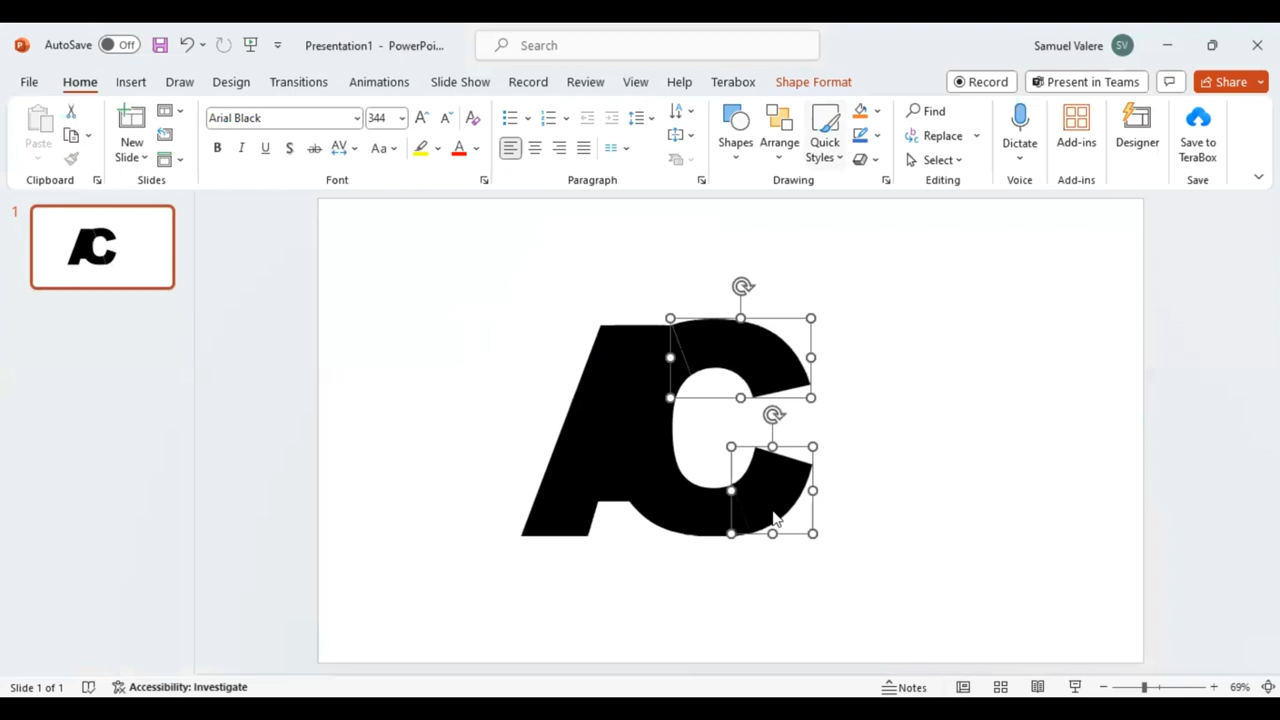 AutoSave Off Presentation1 - PowerPoi... Search Samuel Valere SV
File Home Insert Draw Design Transitions Animations Slide Show Record Review View Help Terabox Shape Format Record Present in Teams Share
Paste New Slide Arial Black 344 Shapes Arrange Quick Styles Find Replace Select Dictate Add-ins Designer Save to TeraBox
B I U S ab AV Aa A
Clipboard Slides Font Paragraph Drawing Editing Voice Add-ins Save
1
AC
AC
Slide 1 of 1 Accessibility: Investigate Notes 69%